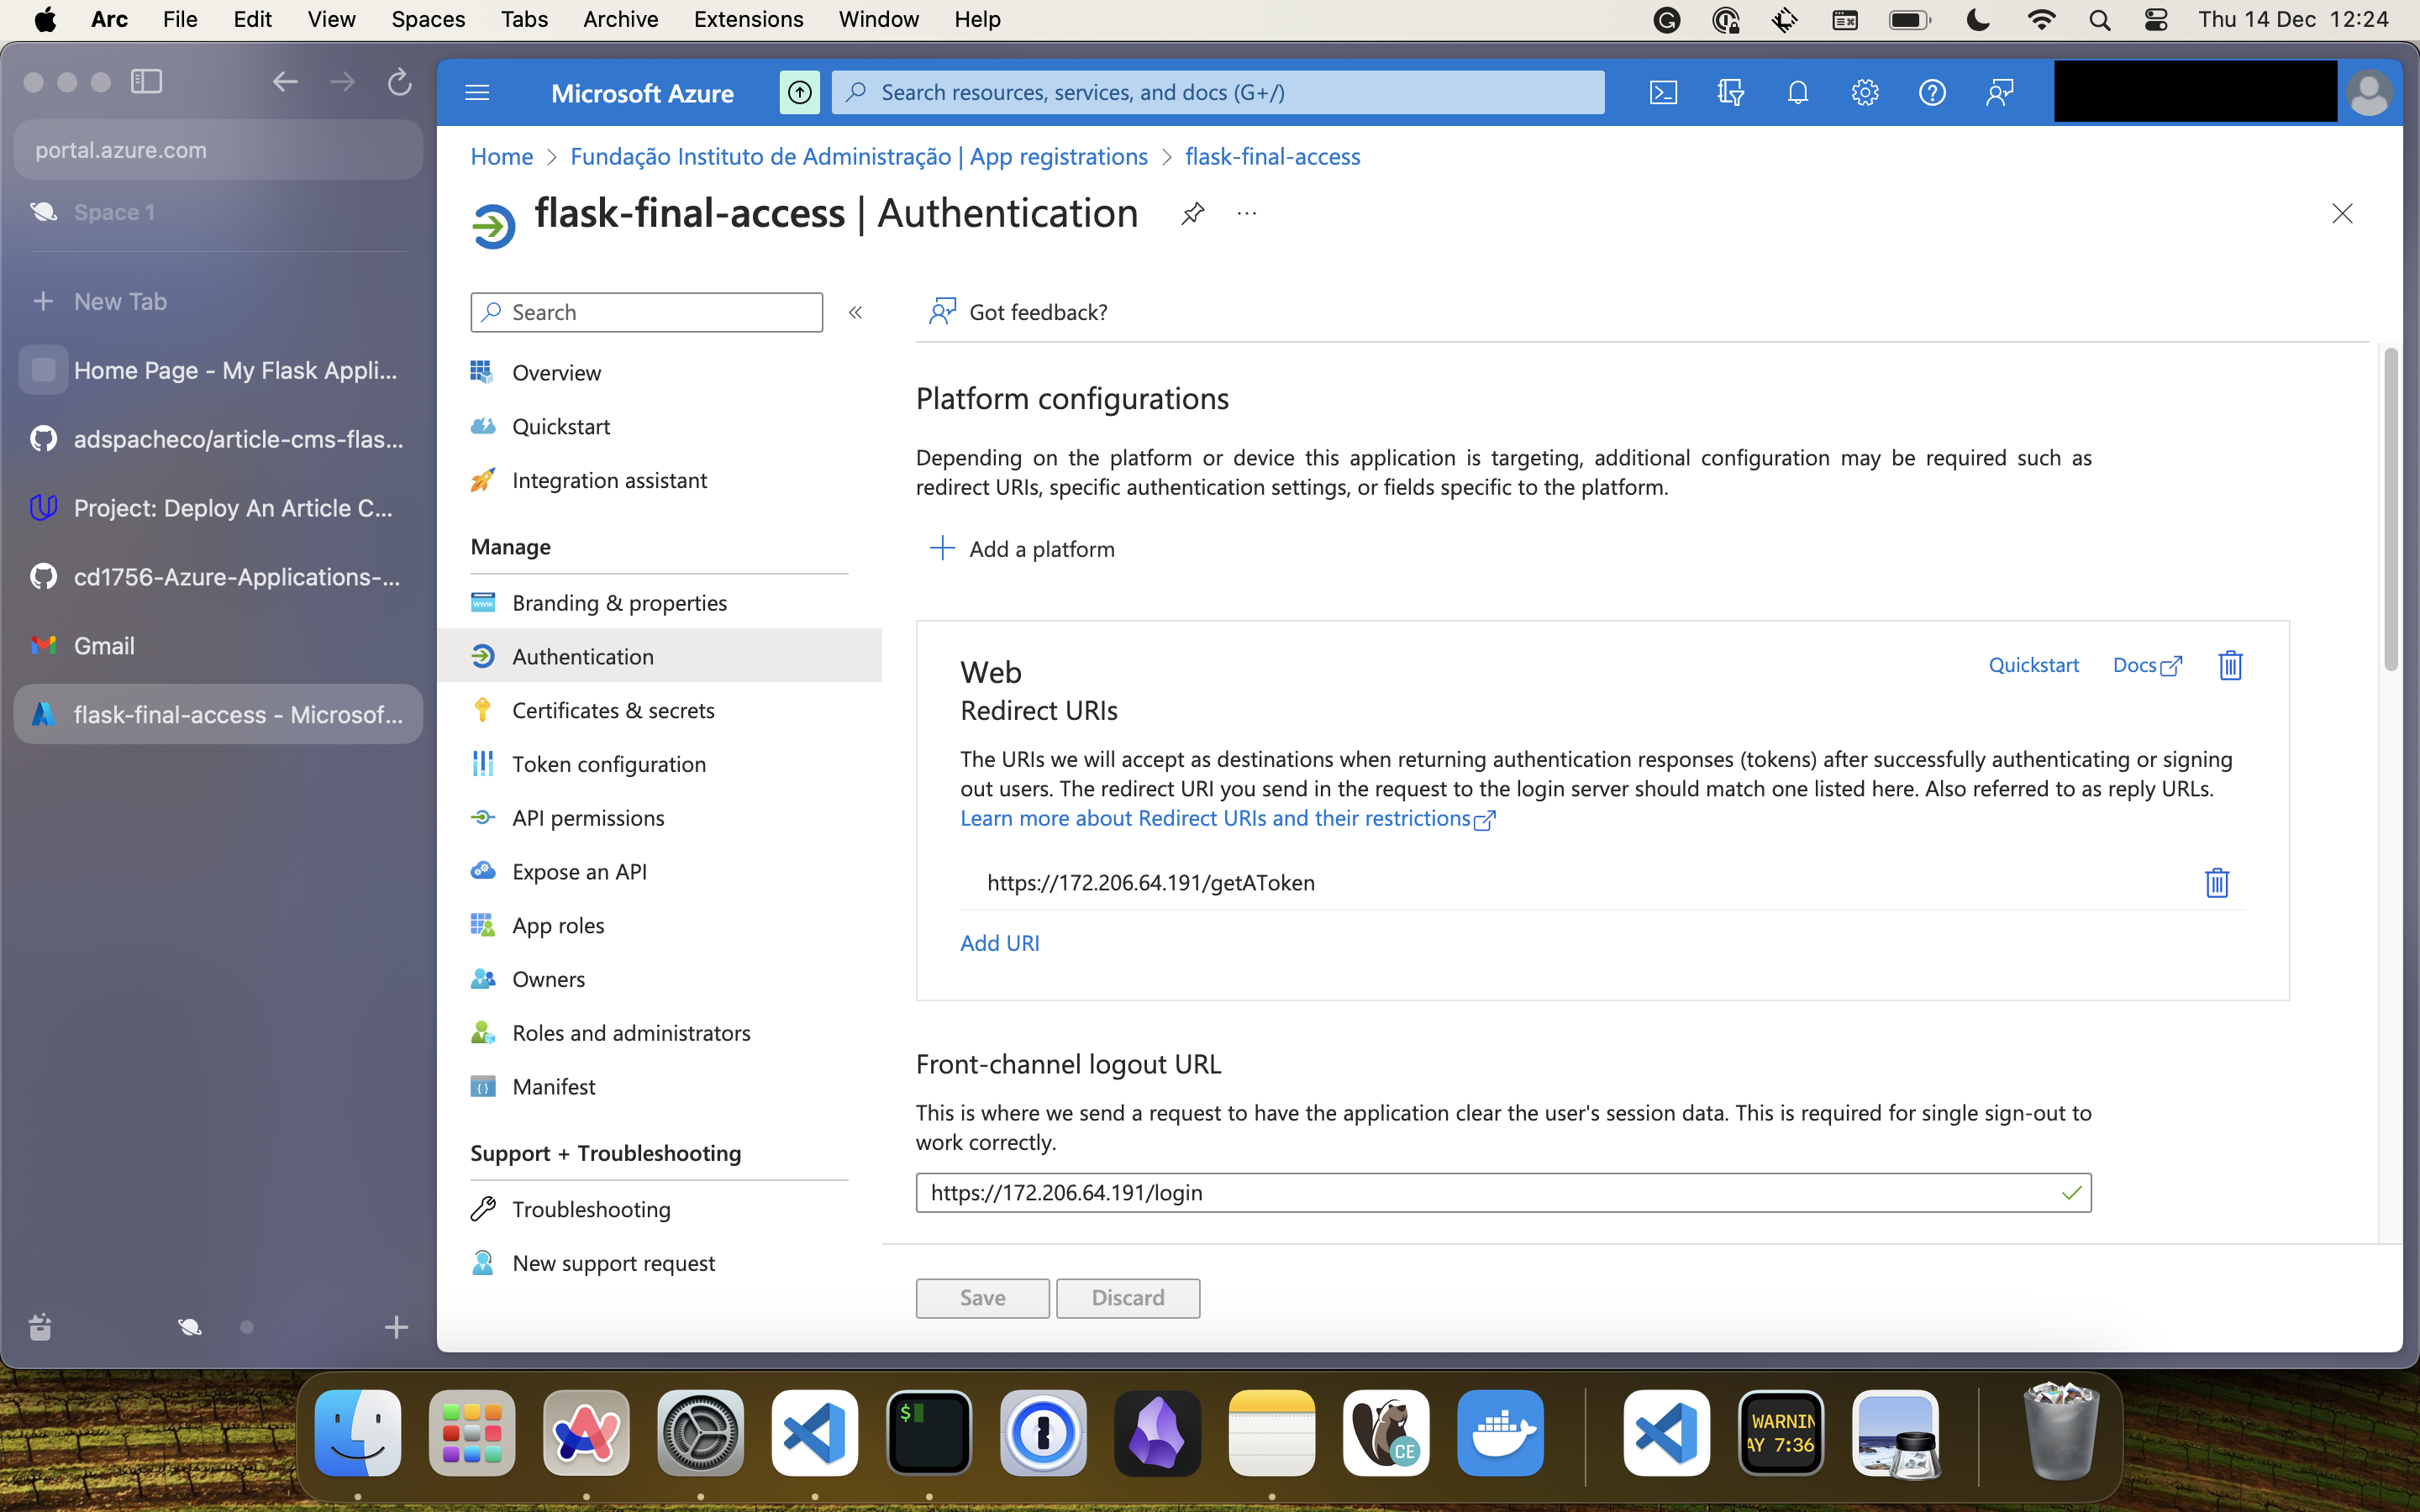 Arc File Edit View Spaces Tabs Archive Extensions Window Help Thu 14 Dec 12:24
portal.azure.com
Space 1
New Tab
Home Page - My Flask Appli...
adspacheco/article-cms-flas...
Project: Deploy An Article C...
cd1756-Azure-Applications-...
Gmail
flask-final-access - Microsof...
Microsoft Azure
Search resources, services, and docs (G+/)
Home > Fundação Instituto de Administração | App registrations > flask-final-access
flask-final-access | Authentication
Search
«
Overview
Quickstart
Integration assistant
Manage
Branding & properties
Authentication
Certificates & secrets
Token configuration
API permissions
Expose an API
App roles
Owners
Roles and administrators
Manifest
Support + Troubleshooting
Troubleshooting
New support request
Got feedback?
Platform configurations
Depending on the platform or device this application is targeting, additional configuration may be required such as
redirect URIs, specific authentication settings, or fields specific to the platform.
Add a platform
Web
Quickstart Docs
Redirect URIs
The URIs we will accept as destinations when returning authentication responses (tokens) after successfully authenticating or signing
out users. The redirect URI you send in the request to the login server should match one listed here. Also referred to as reply URLs.
Learn more about Redirect URIs and their restrictions
https://172.206.64.191/getAToken
Add URI
Front-channel logout URL
This is where we send a request to have the application clear the user's session data. This is required for single sign-out to
work correctly.
https://172.206.64.191/login
Save Discard
$
CE
WARNIN
AY 7:36